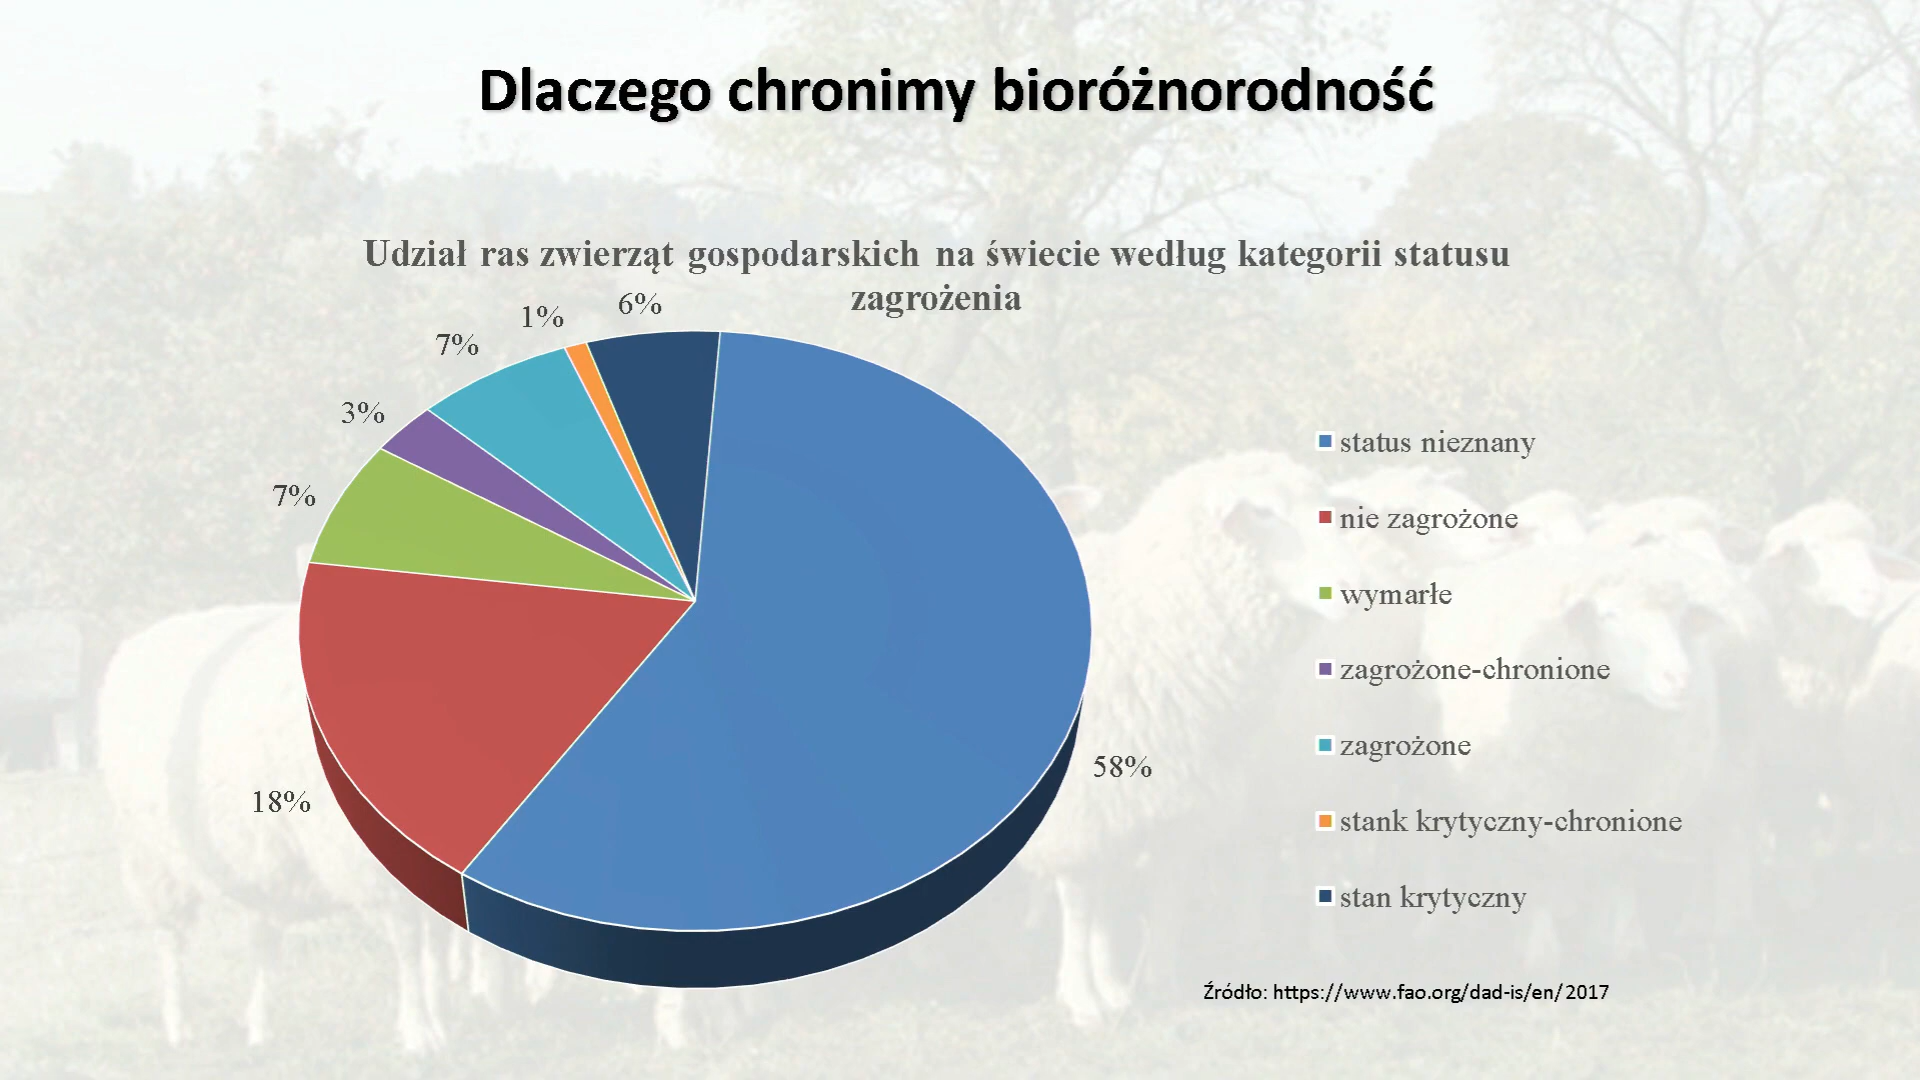 Dlaczego chronimy bioróżnorodność
Udział ras zwierząt gospodarskich na świecie według kategorii statusu
zagrożenia
6%
1%
7%
3%
7%
18%
58%
status nieznany
nie zagrożone
wymarłe
zagrożone-chronione
zagrożone
stank krytyczny-chronione
stan krytyczny
Źródło: https://www.fao.org/dad-is/en/2017